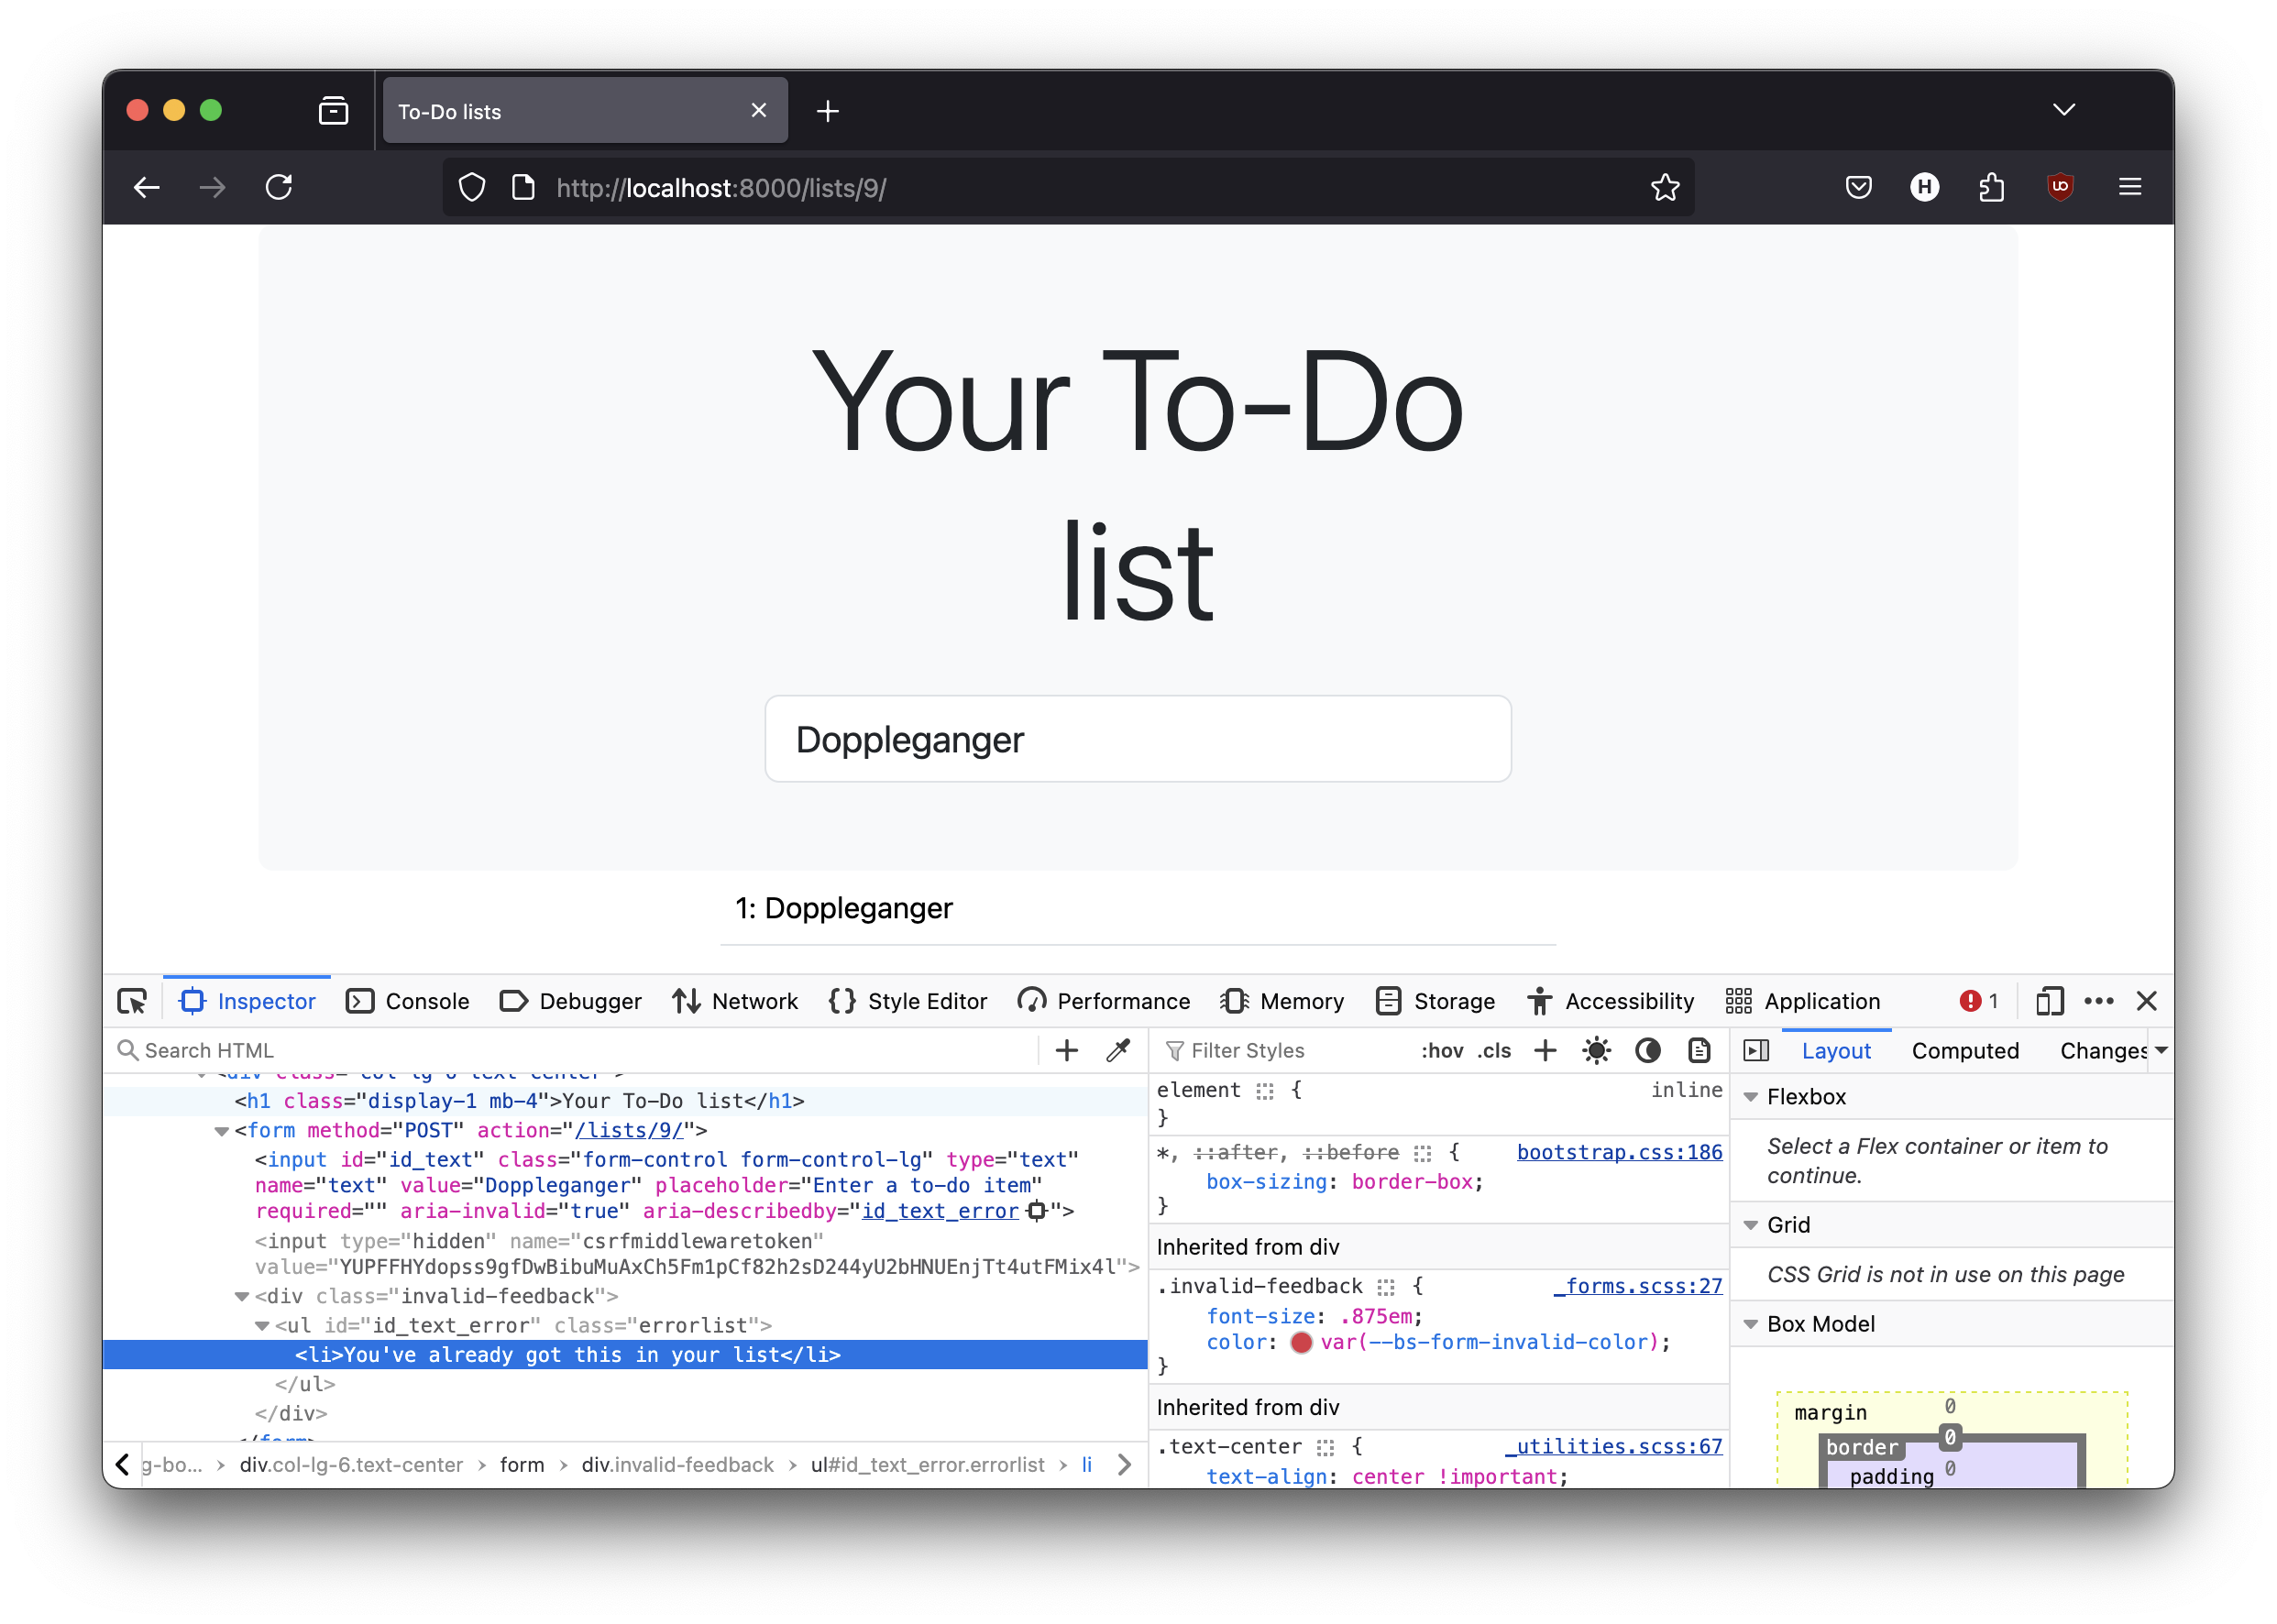 To-Do lists
http://localhost:8000/lists/9/
H
Your To-Do
list
Doppleganger
1: Doppleganger
Inspector Console Debugger Network Style Editor Performance Memory Storage Accessibility Application 1
Search HTML
<h1 class="display-1 mb-4">Your To-Do list</h1>
<form method="POST" action="/lists/9/">
<input id="id_text" class="form-control form-control-lg" type="text"
name="text" value="Doppleganger" placeholder="Enter a to-do item"
required="" aria-invalid="true" aria-describedby="id_text_error">
<input type="hidden" name="csrfmiddlewaretoken"
value="YUPFFHYdopss9gfDwBibuMuAxCh5Fm1pCf82h2sD244yU2bHNUEnjTt4utFMix4l">
<div class="invalid-feedback">
<ul id="id_text_error" class="errorlist">
<li>You've already got this in your list</li>
</ul>
</div>
g-bo... > div.col-lg-6.text-center > form > div.invalid-feedback > ul#id_text_error.errorlist > li
Filter Styles :hov .cls
element { inline
}
*, ::after, ::before { bootstrap.css:186
box-sizing: border-box;
}
Inherited from div
.invalid-feedback { _forms.scss:27
font-size: .875em;
color: var(--bs-form-invalid-color);
}
Inherited from div
.text-center { _utilities.scss:67
text-align: center !important;
Layout Computed Changes
Flexbox
Select a Flex container or item to
continue.
Grid
CSS Grid is not in use on this page
Box Model
margin 0
border 0
padding 0